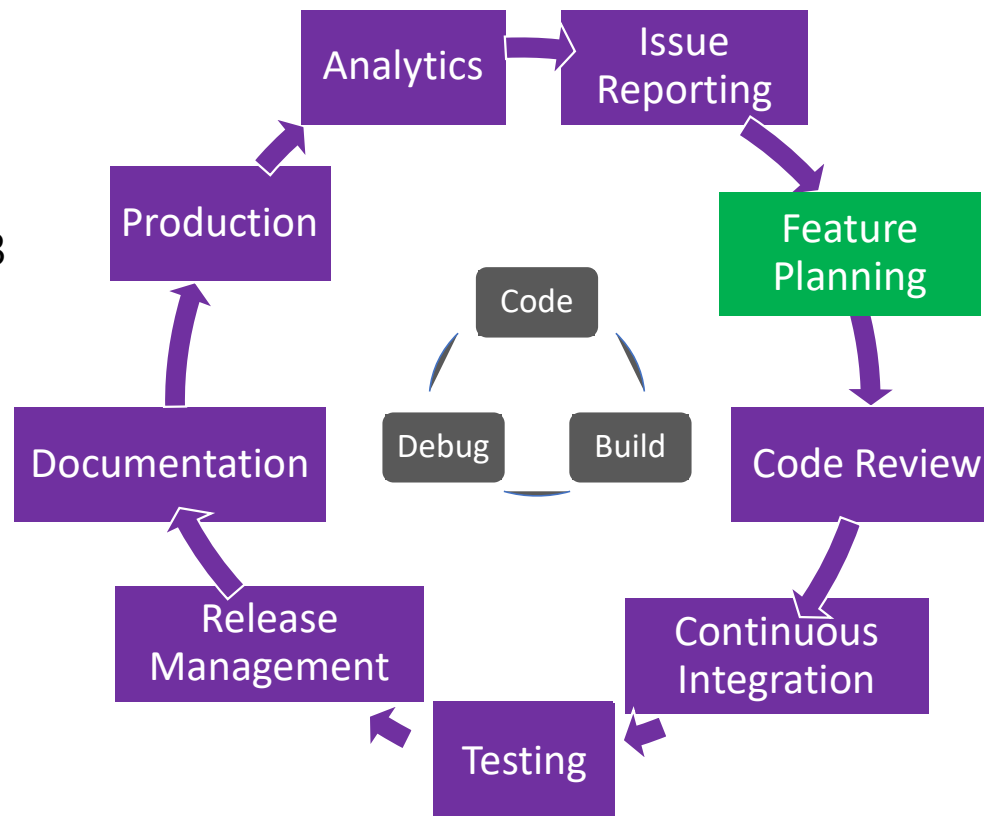 Analytics
Issue
Reporting
Production
Feature
Planning
Code
Debug
Build
Documentation
Code Review
Release
Management
Continuous
Integration
Testing